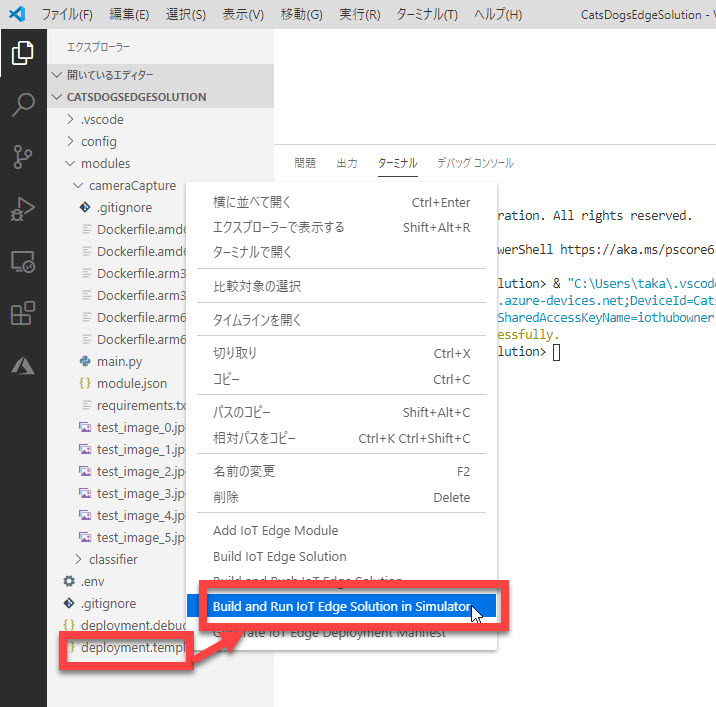 ファイル(F) 編集(E) 選択(S) 表示(V) 移動(G) 実行(R) ターミナル(T) ヘルプ(H) CatsDogsEdgeSolution -
エクスプローラー
開いているエディター
CATSDOGSEDGESOLUTION
.vscode
config
modules
cameraCapture
.gitignore
Dockerfile.amd6
Dockerfile.amd6
Dockerfile.arm3
Dockerfile.arm3
Dockerfile.arm6
Dockerfile.arm6
main.py
module.json
requirements.tx
test_image_0.jp
test_image_1.jp
test_image_2.jp
test_image_3.jp
test_image_4.jp
test_image_5.jp
classifier
.env
.gitignore
deployment.debug
deployment.templ
問題 出力 ターミナル デバッグ コンソール
ration. All rights reserved.
werShell https://aka.ms/pscore6
lution> & "C:\Users\taka\.vscode
.azure-devices.net;DeviceId=Cats
SharedAccessKeyName=iothubowner
essfully.
lution>
横に並べて開く Ctrl+Enter
エクスプローラーで表示する Shift+Alt+R
ターミナルで開く
比較対象の選択
タイムラインを開く
切り取り Ctrl+X
コピー Ctrl+C
パスのコピー Shift+Alt+C
相対パスをコピー Ctrl+K Ctrl+Shift+C
名前の変更 F2
削除 Delete
Add IoT Edge Module
Build IoT Edge Solution
Build and Push IoT Edge Solution
Build and Run IoT Edge Solution in Simulator
Generate IoT Edge Deployment Manifest